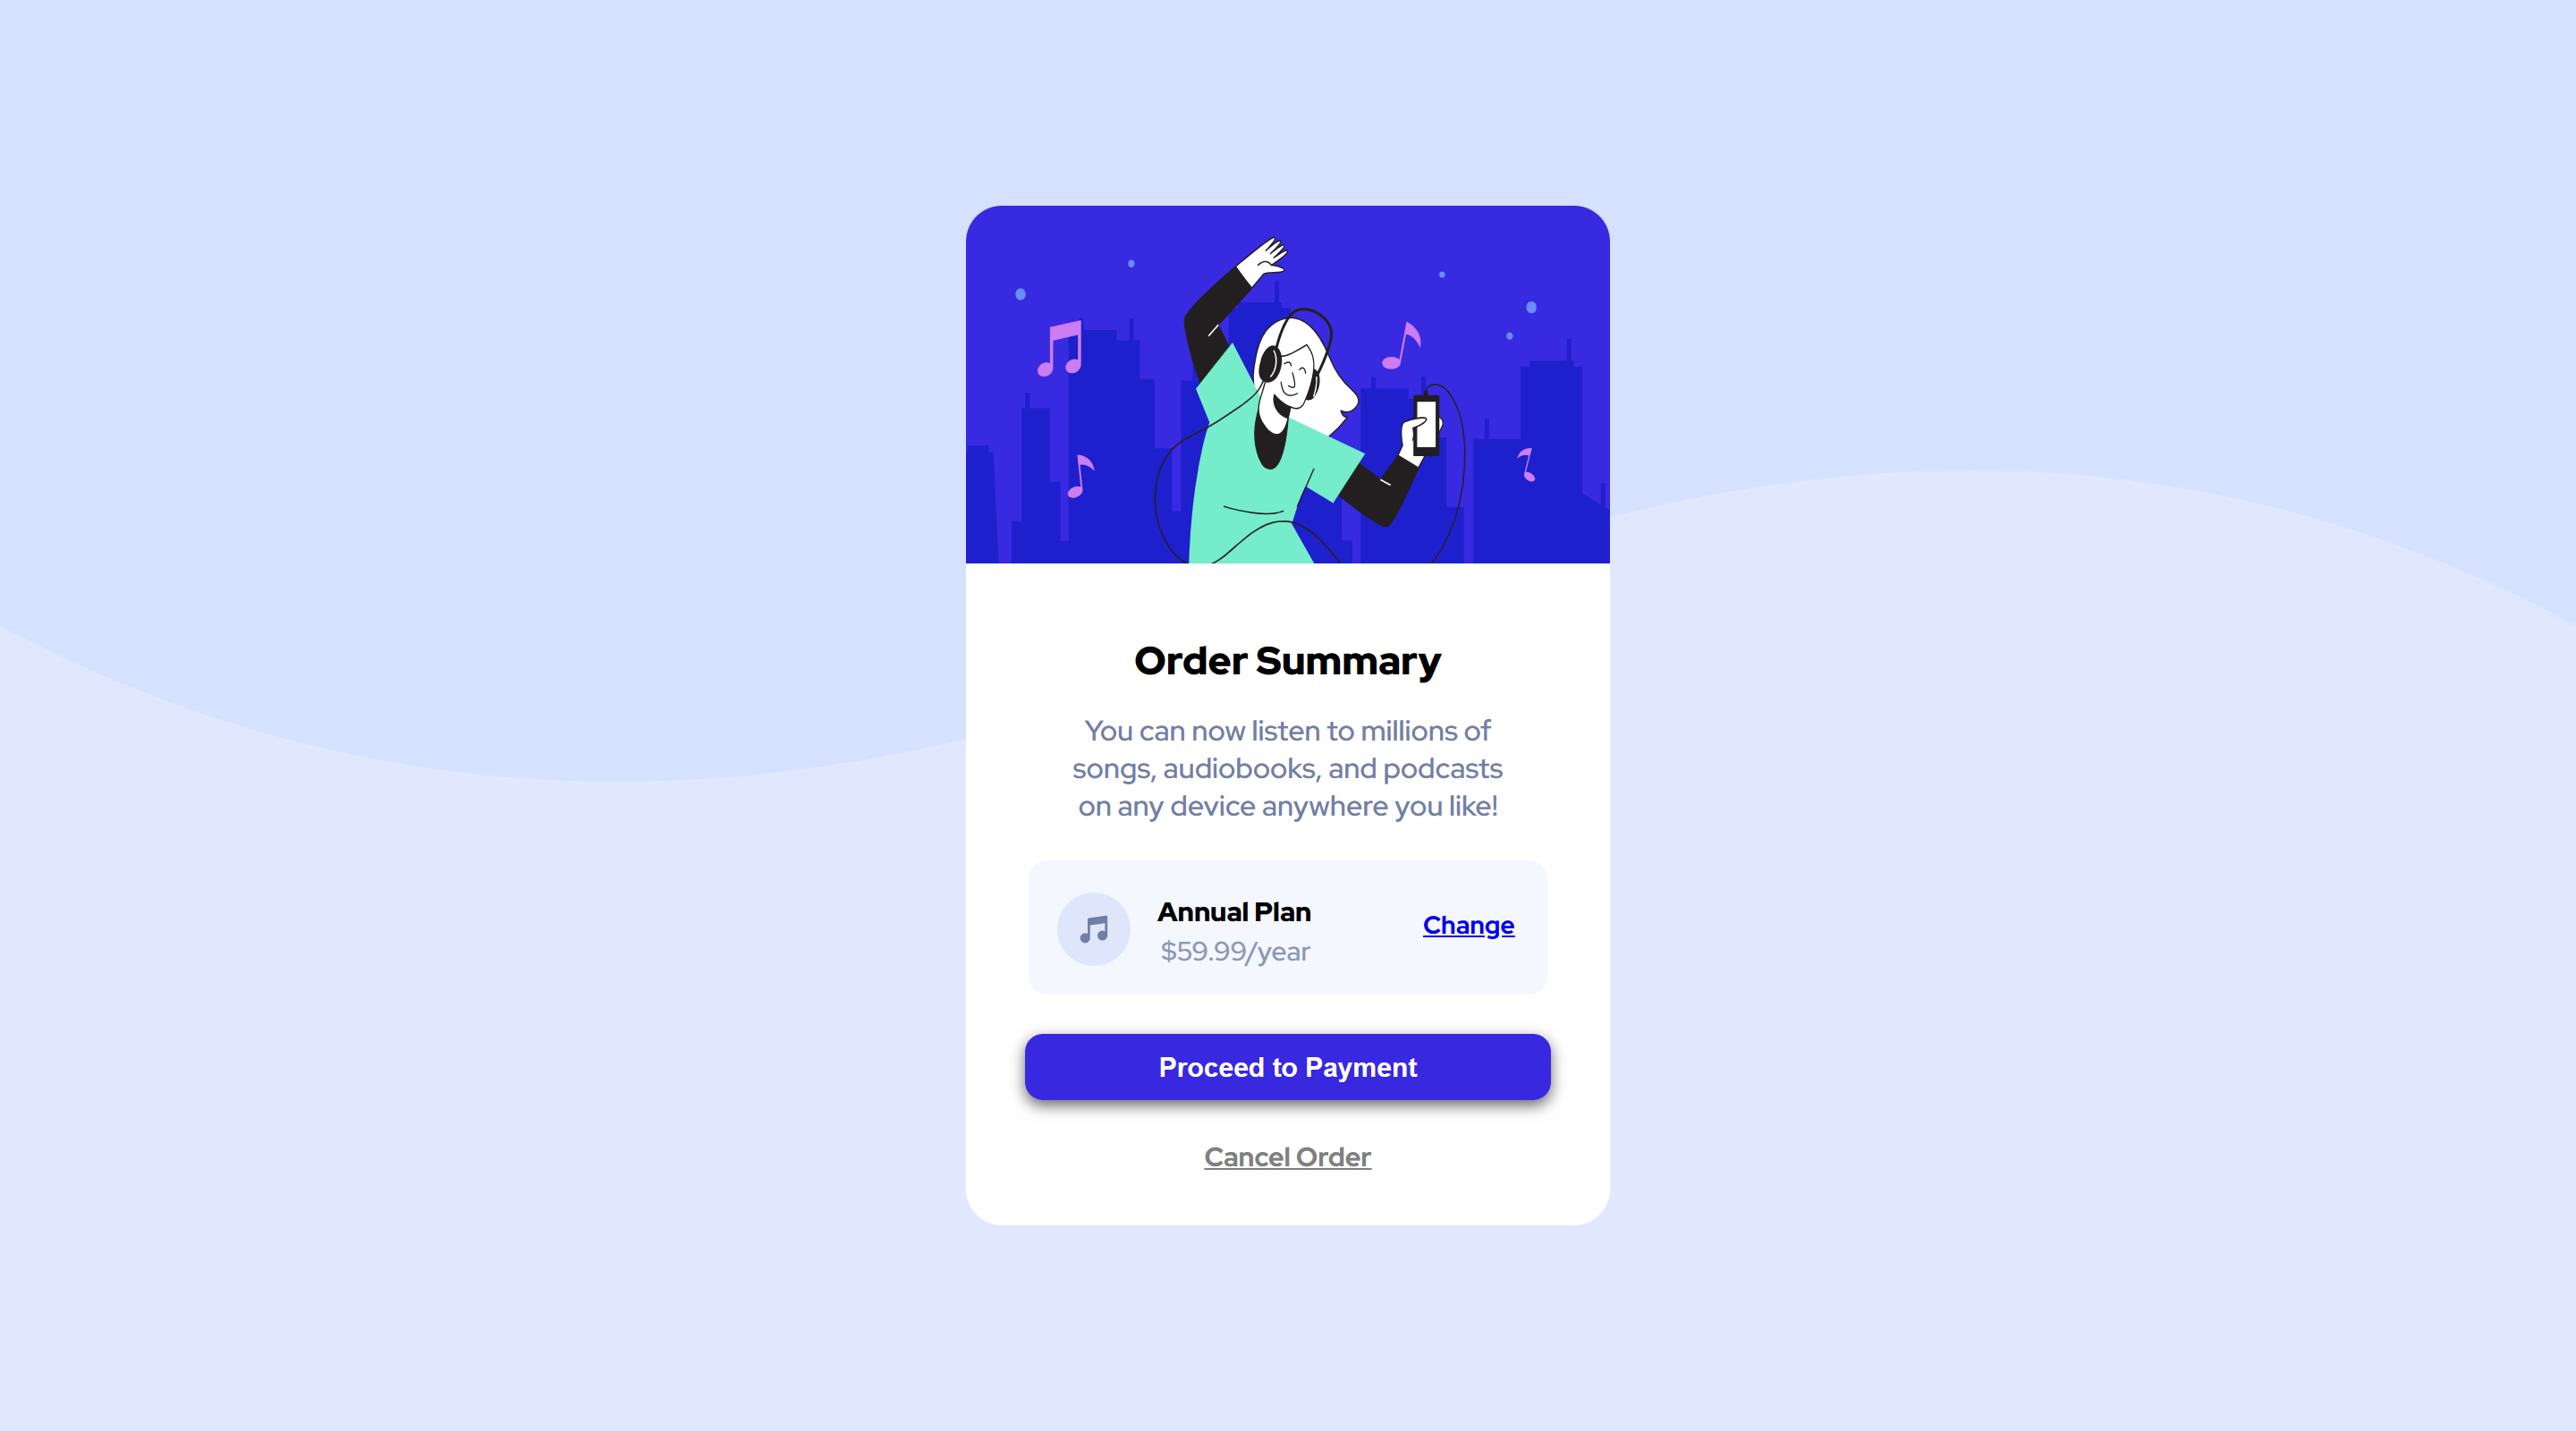 Order Summary
You can now listen to millions of
songs, audiobooks, and podcasts
on any device anywhere you like!
Annual Plan
$59.99/year
Change
Proceed to Payment
Cancel Order